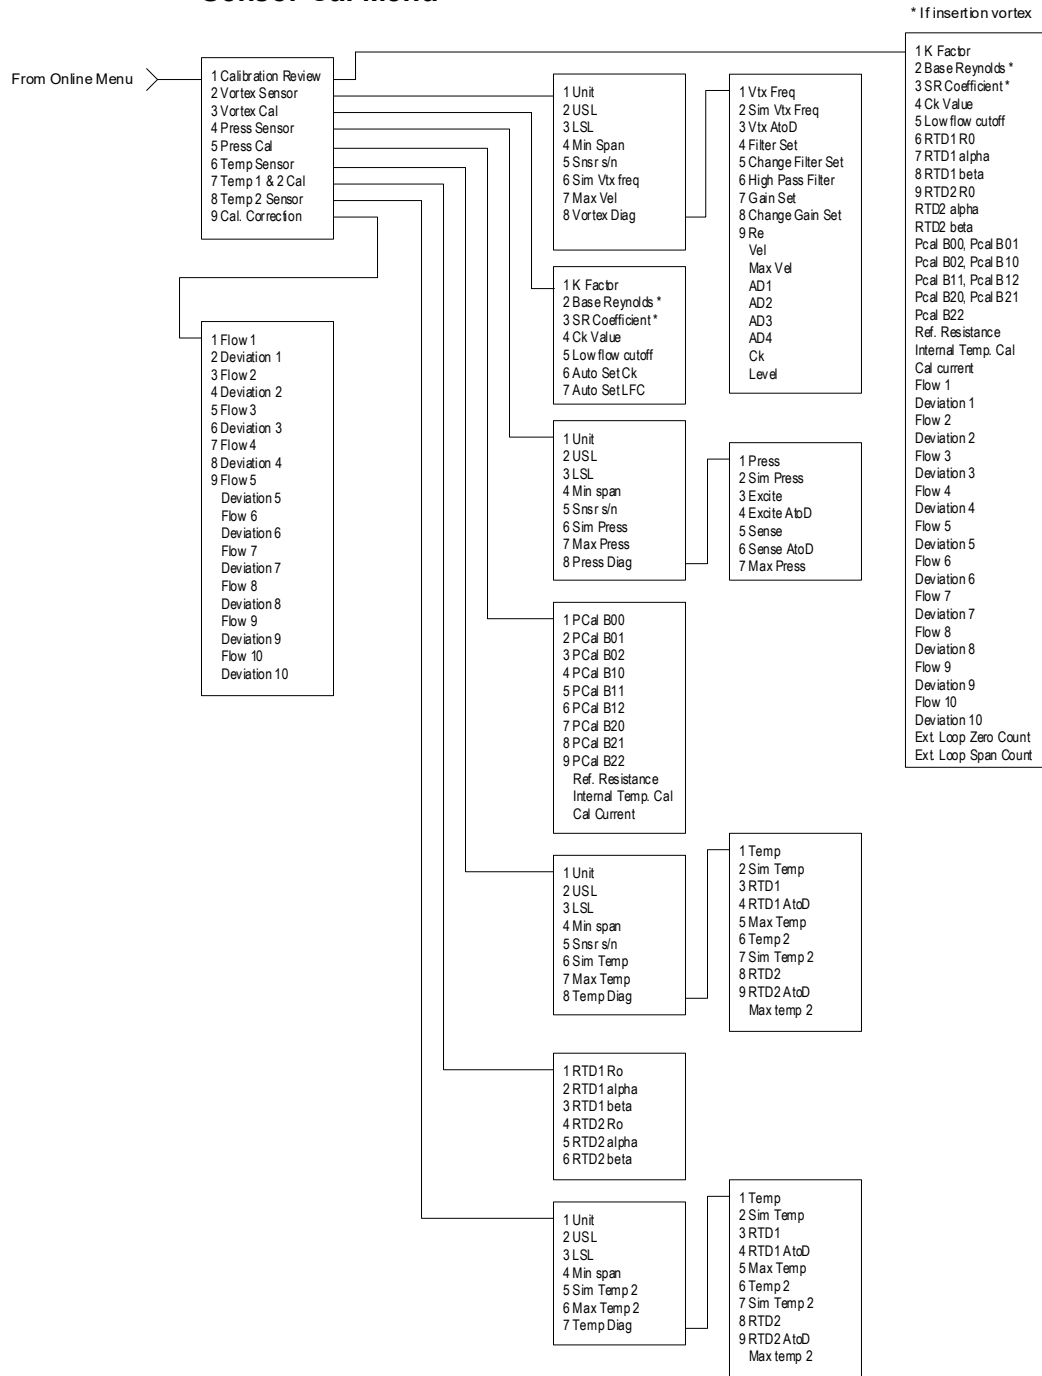 Sensor Cal Menu
* If insertion vortex
From Online Menu
1 Calibration Review
2 Vortex Sensor
3 Vortex Cal
4 Press Sensor
5 Press Cal
6 Temp Sensor
7 Temp 1 & 2 Cal
8 Temp 2 Sensor
9 Cal. Correction
1 Flow 1
2 Deviation 1
3 Flow 2
4 Deviation 2
5 Flow 3
6 Deviation 3
7 Flow 4
8 Deviation 4
9 Flow 5
Deviation 5
Flow 6
Deviation 6
Flow 7
Deviation 7
Flow 8
Deviation 8
Flow 9
Deviation 9
Flow 10
Deviation 10
1 Unit
2 USL
3 LSL
4 Min Span
5 Snsr s/n
6 Sim Vtx freq
7 Max Vel
8 Vortex Diag
1 K Factor
2 Base Reynolds *
3 SR Coefficient *
4 Ck Value
5 Low flow cutoff
6 Auto Set Ck
7 Auto Set LFC
1 Unit
2 USL
3 LSL
4 Min span
5 Snsr s/n
6 Sim Press
7 Max Press
8 Press Diag
1 PCal B00
2 PCal B01
3 PCal B02
4 PCal B10
5 PCal B11
6 PCal B12
7 PCal B20
8 PCal B21
9 PCal B22
Ref. Resistance
Internal Temp. Cal
Cal Current
1 Unit
2 USL
3 LSL
4 Min span
5 Snsr s/n
6 Sim Temp
7 Max Temp
8 Temp Diag
1 RTD1 Ro
2 RTD1 alpha
3 RTD1 beta
4 RTD2 Ro
5 RTD2 alpha
6 RTD2 beta
1 Unit
2 USL
3 LSL
4 Min span
5 Sim Temp 2
6 Max Temp 2
7 Temp Diag
1 Vtx Freq
2 Sim Vtx Freq
3 Vtx AtoD
4 Filter Set
5 Change Filter Set
6 High Pass Filter
7 Gain Set
8 Change Gain Set
9 Re
Vel
Max Vel
AD1
AD2
AD3
AD4
Ck
Level
1 Press
2 Sim Press
3 Excite
4 Excite AtoD
5 Sense
6 Sense AtoD
7 Max Press
1 Temp
2 Sim Temp
3 RTD1
4 RTD1 AtoD
5 Max Temp
6 Temp 2
7 Sim Temp 2
8 RTD2
9 RTD2 AtoD
Max temp 2
1 Temp
2 Sim Temp
3 RTD1
4 RTD1 AtoD
5 Max Temp
6 Temp 2
7 Sim Temp 2
8 RTD2
9 RTD2 AtoD
Max temp 2
1 K Factor
2 Base Reynolds *
3 SR Coefficient *
4 Ck Value
5 Low flow cutoff
6 RTD1 R0
7 RTD1 alpha
8 RTD1 beta
9 RTD2 R0
RTD2 alpha
RTD2 beta
Pcal B00, Pcal B01
Pcal B02, Pcal B10
Pcal B11, Pcal B12
Pcal B20, Pcal B21
Pcal B22
Ref. Resistance
Internal Temp. Cal
Cal current
Flow 1
Deviation 1
Flow 2
Deviation 2
Flow 3
Deviation 3
Flow 4
Deviation 4
Flow 5
Deviation 5
Flow 6
Deviation 6
Flow 7
Deviation 7
Flow 8
Deviation 8
Flow 9
Deviation 9
Flow 10
Deviation 10
Ext. Loop Zero Count
Ext. Loop Span Count